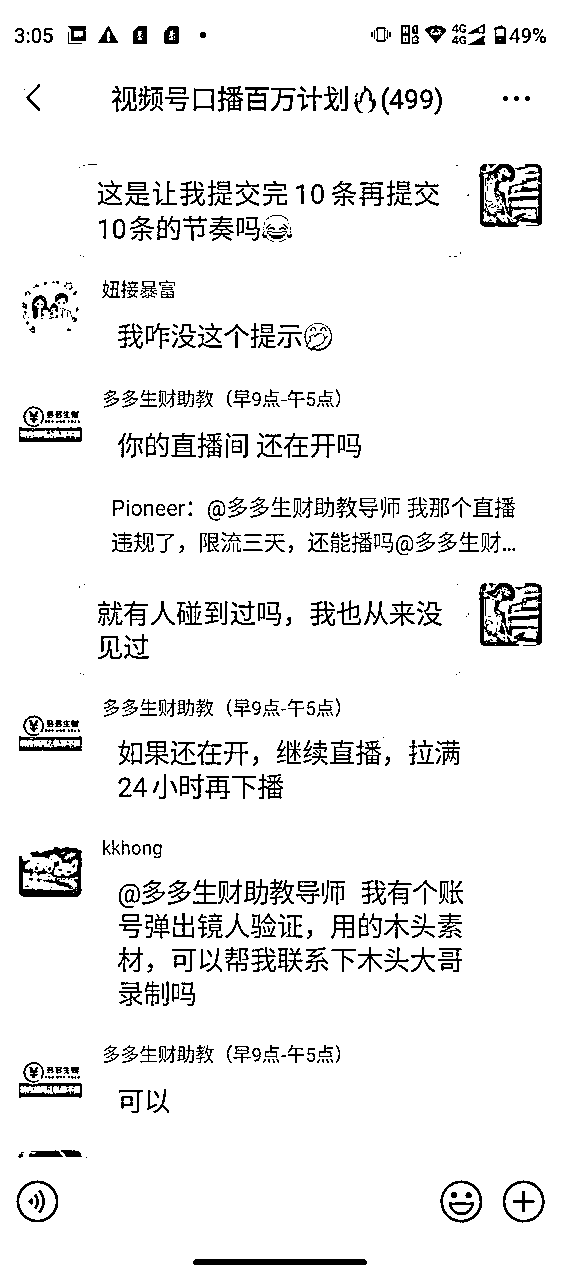 3:05
4G
4G
49%
视频号口播百万计划🔥(499)
这是让我提交完 10 条再提交
10条的节奏吗😂
妞接暴富
我咋没这个提示🤭
多多生财助教（早9点-午5点）
你的直播间 还在开吗
Pioneer：@多多生财助教导师 我那个直播
违规了，限流三天，还能播吗@多多生财...
就有人碰到过吗，我也从来没
见过
多多生财助教（早9点-午5点）
如果还在开，继续直播，拉满
24 小时再下播
kkhong
@多多生财助教导师 我有个账
号弹出镜人验证，用的木头素
材，可以帮我联系下木头大哥
录制吗
多多生财助教（早9点-午5点）
可以